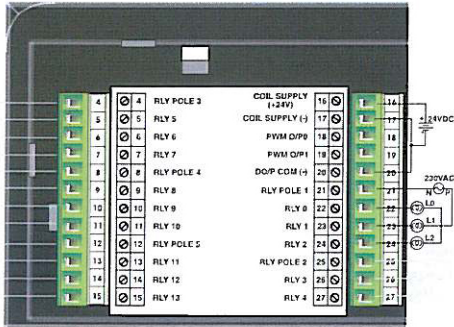 4 4 RLY POLE 3 COIL SUPPLY (+24V) 16 16
5 5 RLY 5 COIL SUPPLY (-) 17 17
24VDC
6 6 RLY 6 PWM O/P0 18 18
7 7 RLY 7 PWM O/P1 19 19
8 8 RLY POLE 4 DO/P COM (-) 20 20
230VAC
9 9 RLY 8 RLY POLE 1 21 21 N P
10 10 RLY 9 RLY 0 22 22 L0
11 11 RLY 10 RLY 1 23 23 L1
12 12 RLY POLE 5 RLY 2 24 24 L2
13 13 RLY 11 RLY POLE 2 25 25
14 14 RLY 12 RLY 3 26 26
15 15 RLY 13 RLY 4 27 27